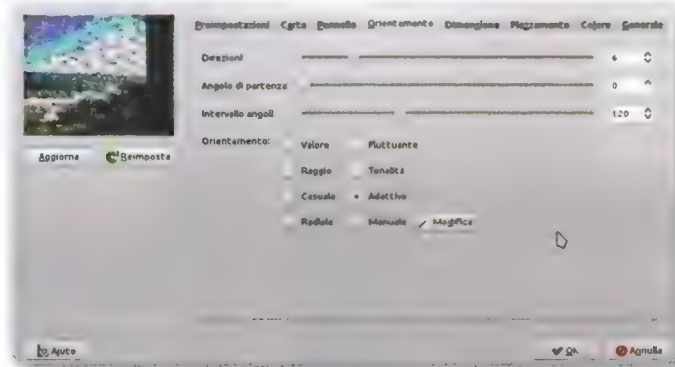 Preimpostazioni Carta Pennello Orientamento Dimensione Piazzamento Colore Generale
Direzioni 6
Angolo di partenza 0
Intervallo angoli 120
Orientamento: Valore Fluttuante
Raggio Tonalità
Casuale Adattivo
Radiale Manuale Modifica
Aggiorna Reimposta
Aiuto Ok Annulla